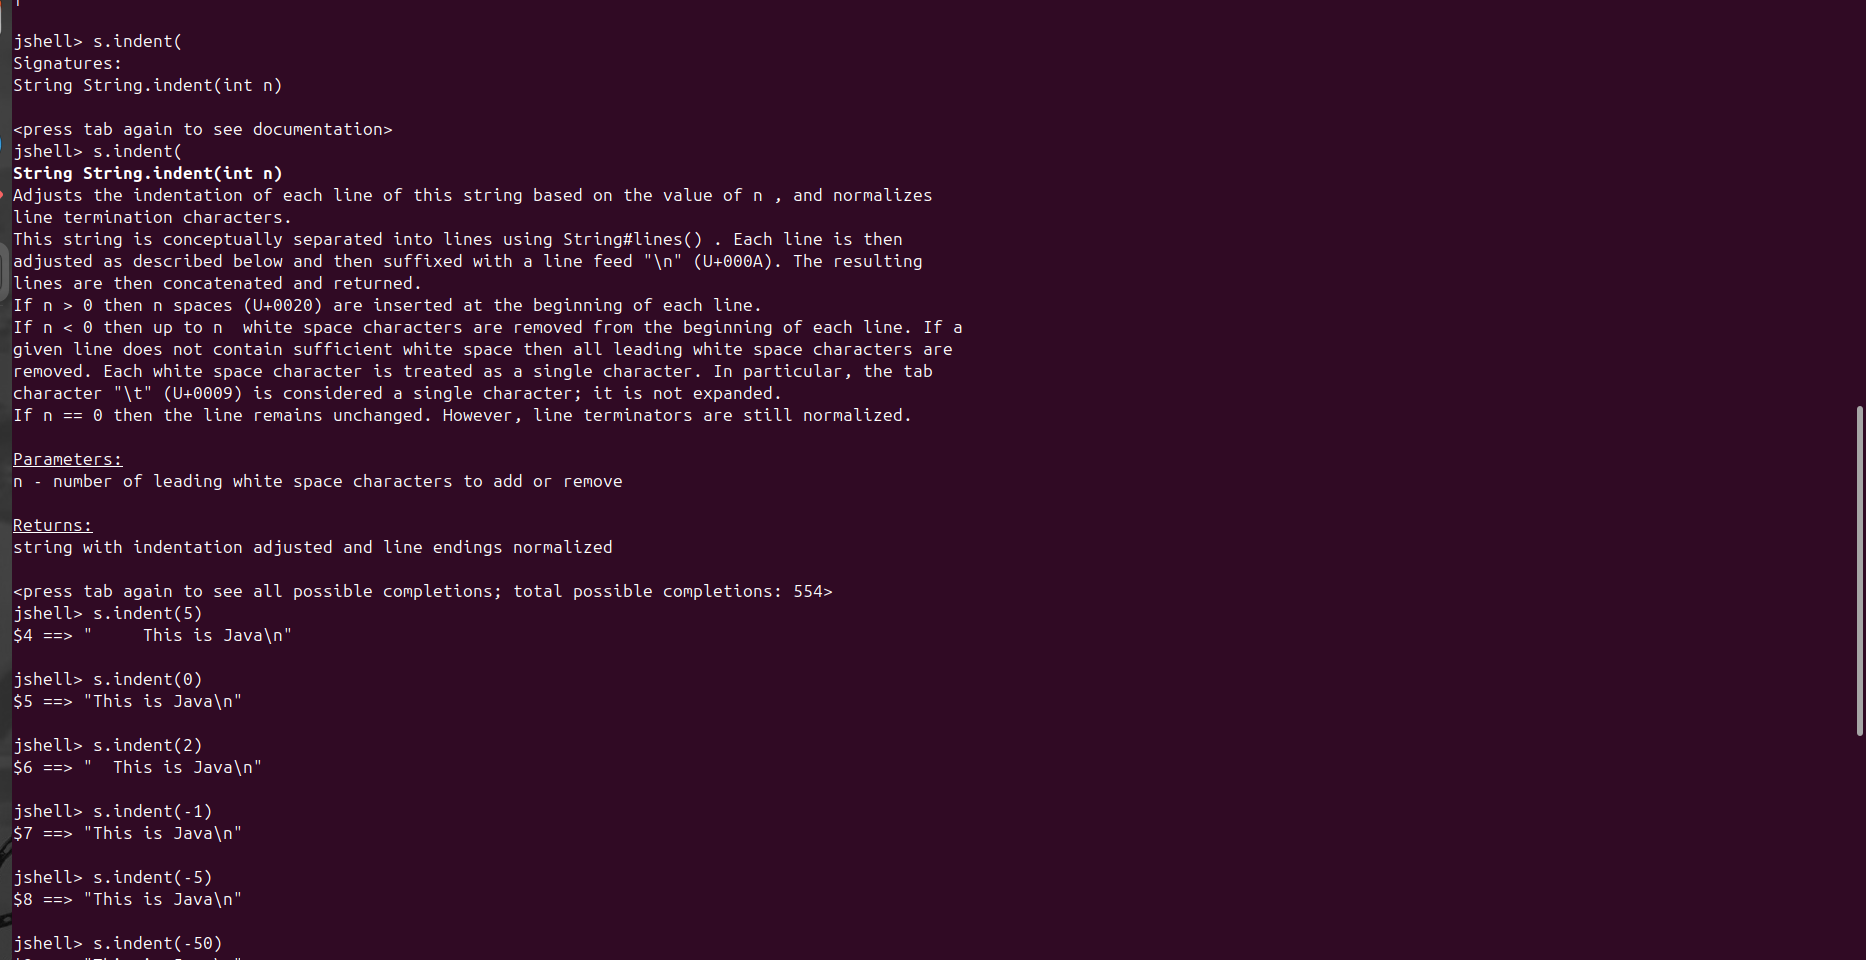 jshell> s.indent(
Signatures:
String String.indent(int n)
<press tab again to see documentation>
jshell> s.indent(
String String.indent(int n)
Adjusts the indentation of each line of this string based on the value of n , and normalizes
line termination characters.
This string is conceptually separated into lines using String#lines() . Each line is then
adjusted as described below and then suffixed with a line feed "\n" (U+000A). The resulting
lines are then concatenated and returned.
If n > 0 then n spaces (U+0020) are inserted at the beginning of each line.
If n < 0 then up to n  white space characters are removed from the beginning of each line. If a
given line does not contain sufficient white space then all leading white space characters are
removed. Each white space character is treated as a single character. In particular, the tab
character "\t" (U+0009) is considered a single character; it is not expanded.
If n == 0 then the line remains unchanged. However, line terminators are still normalized.
Parameters:
n - number of leading white space characters to add or remove
Returns:
string with indentation adjusted and line endings normalized
<press tab again to see all possible completions; total possible completions: 554>
jshell> s.indent(5)
$4 ==> "     This is Java\n"
jshell> s.indent(0)
$5 ==> "This is Java\n"
jshell> s.indent(2)
$6 ==> "  This is Java\n"
jshell> s.indent(-1)
$7 ==> "This is Java\n"
jshell> s.indent(-5)
$8 ==> "This is Java\n"
jshell> s.indent(-50)